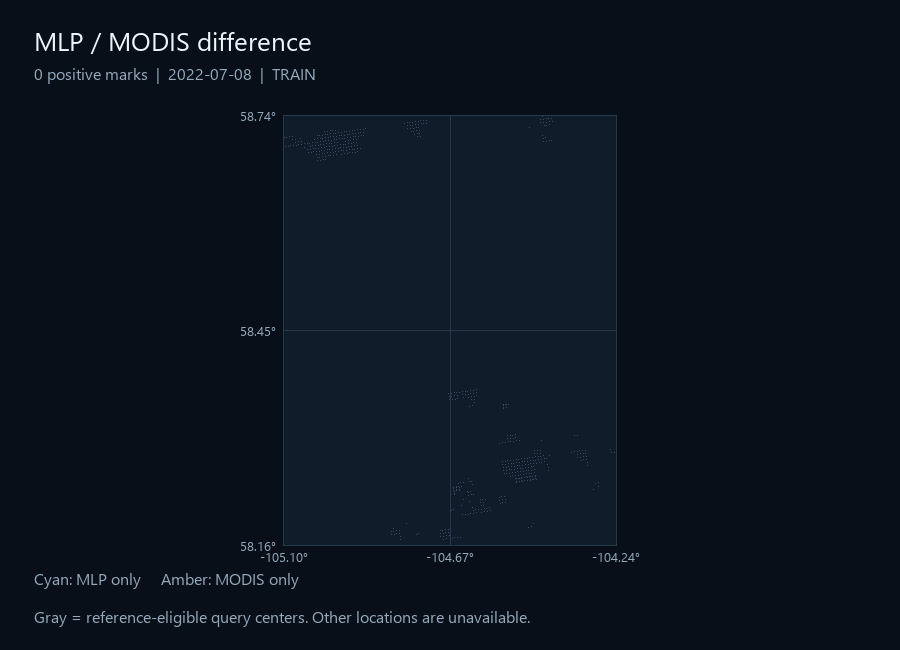 MLP / MODIS difference
0 positive marks | 2022-07-08 | TRAIN
58.74°
58.45°
58.16°
-105.10° -104.67° -104.24°
Cyan: MLP only Amber: MODIS only
Gray = reference-eligible query centers. Other locations are unavailable.